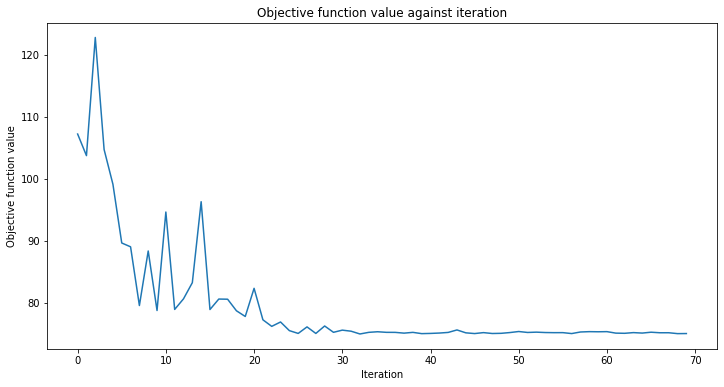 Objective function value against iteration
Objective function value
120
110
100
90
80
0 10 20 30 40 50 60 70
Iteration